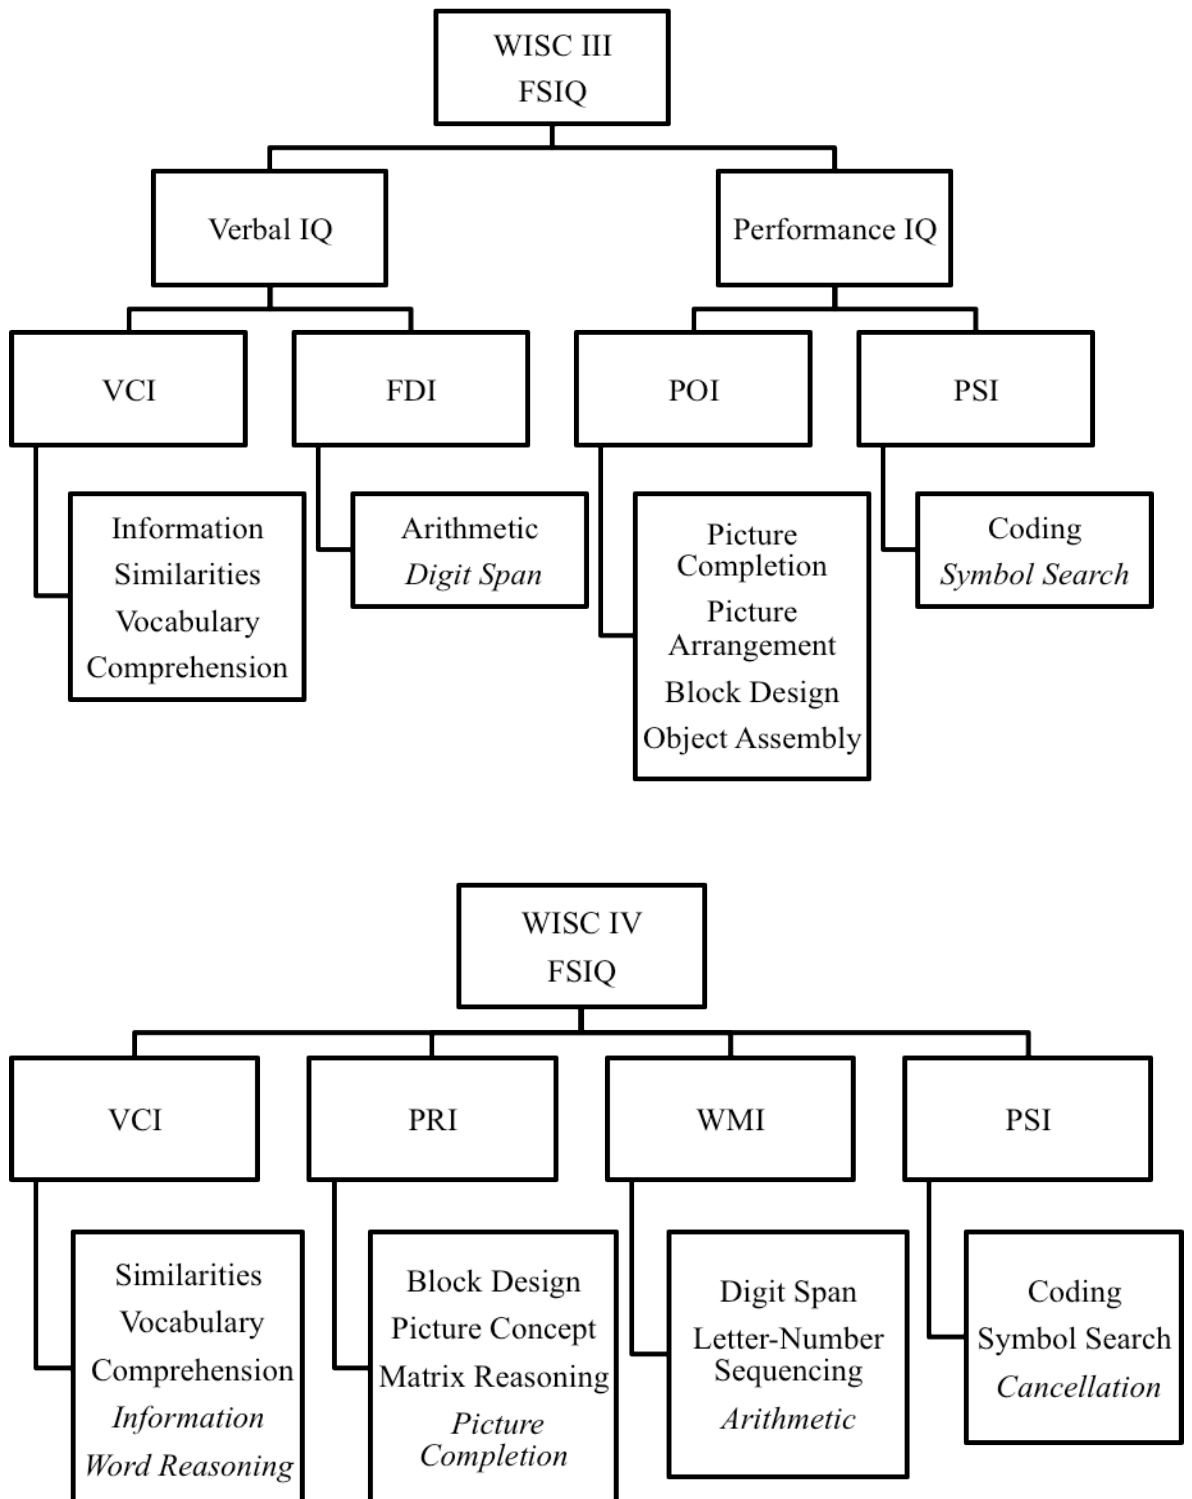 WISC III
FSIQ
Verbal IQ
Performance IQ
VCI
FDI
POI
PSI
Information
Similarities
Vocabulary
Comprehension
Arithmetic
Digit Span
Picture
Completion
Picture
Arrangement
Block Design
Object Assembly
Coding
Symbol Search
WISC IV
FSIQ
VCI
PRI
WMI
PSI
Similarities
Vocabulary
Comprehension
Information
Word Reasoning
Block Design
Picture Concept
Matrix Reasoning
Picture
Completion
Digit Span
Letter-Number
Sequencing
Arithmetic
Coding
Symbol Search
Cancellation